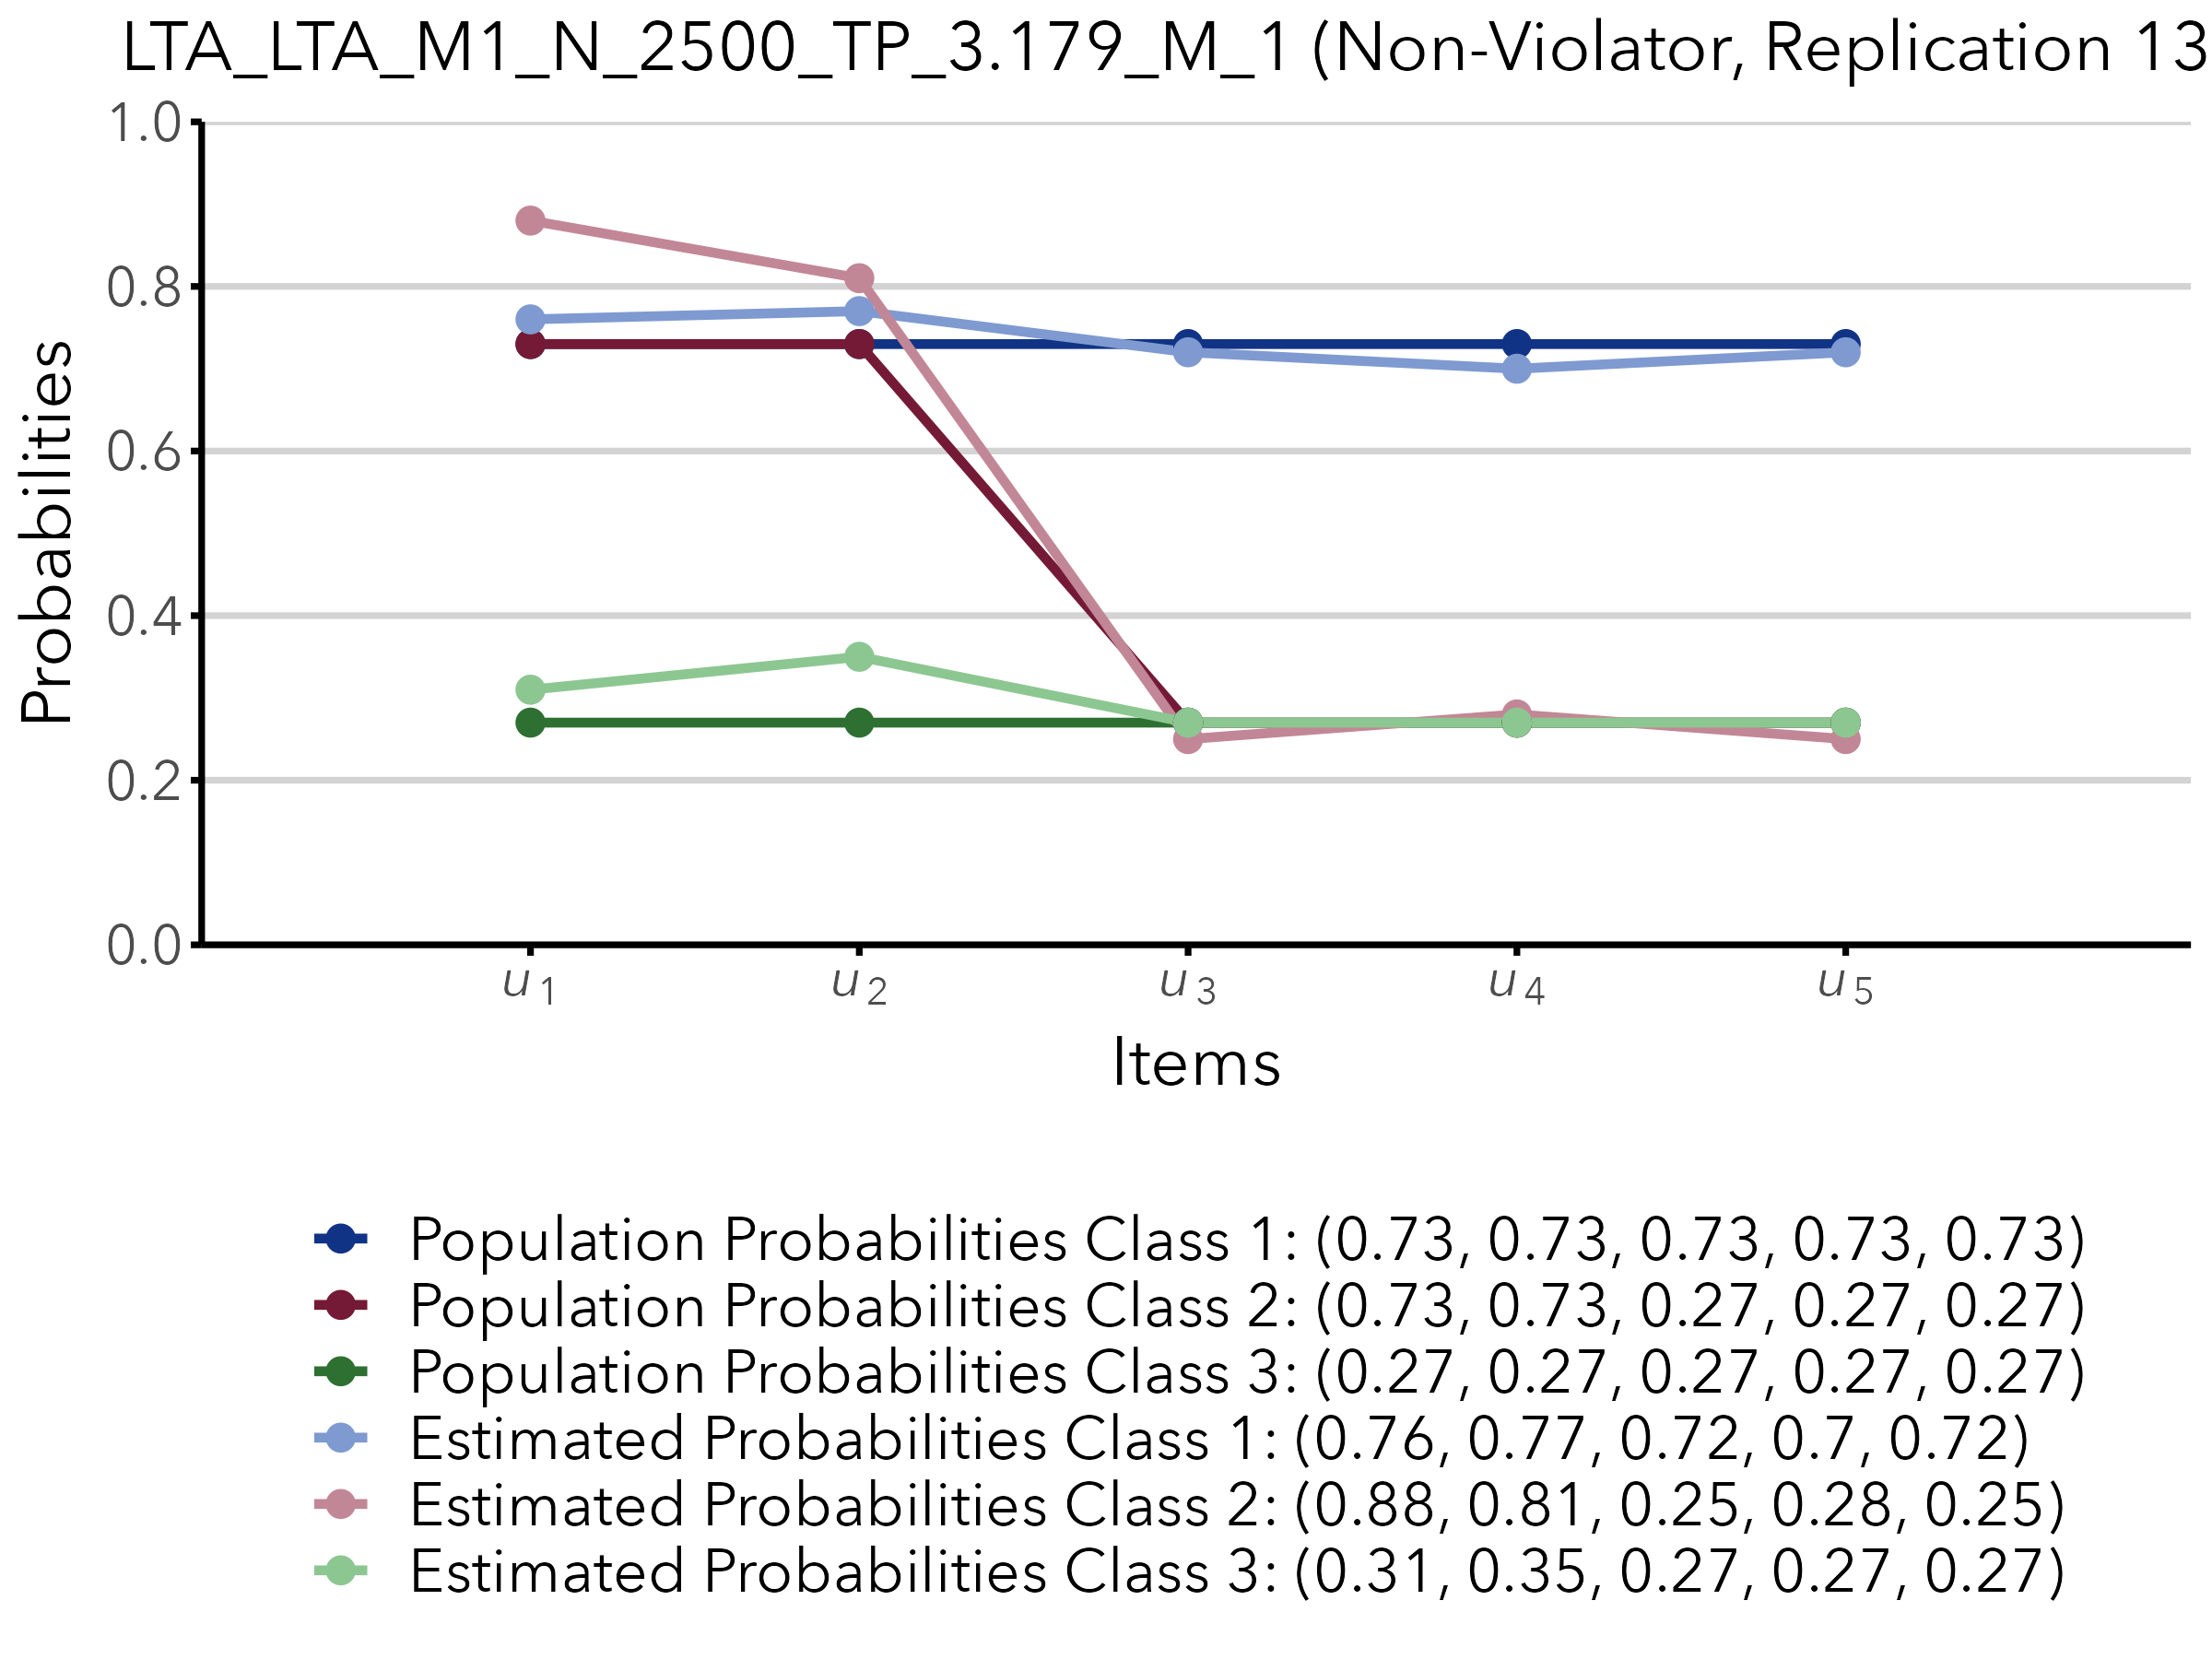 LTA_LTA_M1_N_2500_TP_3.179_M_1 (Non-Violator, Replication 13
1.0
0.8
0.6
0.4
0.2
0.0
Probabilities
u1 u2 u3 u4 u5
Items
Population Probabilities Class 1: (0.73, 0.73, 0.73, 0.73, 0.73)
Population Probabilities Class 2: (0.73, 0.73, 0.27, 0.27, 0.27)
Population Probabilities Class 3: (0.27, 0.27, 0.27, 0.27, 0.27)
Estimated Probabilities Class 1: (0.76, 0.77, 0.72, 0.7, 0.72)
Estimated Probabilities Class 2: (0.88, 0.81, 0.25, 0.28, 0.25)
Estimated Probabilities Class 3: (0.31, 0.35, 0.27, 0.27, 0.27)